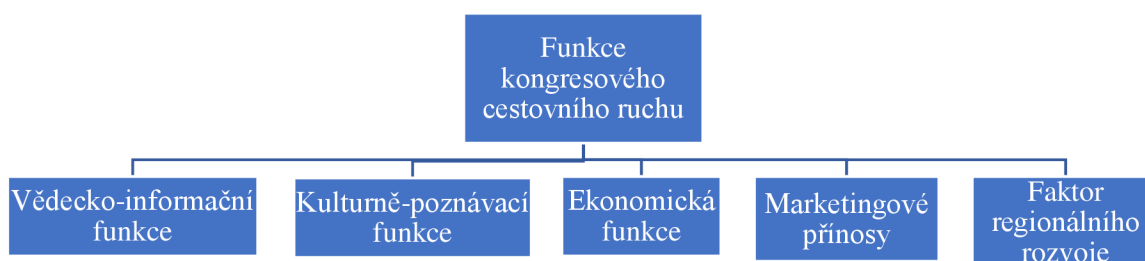 Funkce
kongresového
cestovního ruchu
Vědecko-informační
funkce
Kulturně-poznávací
funkce
Ekonomická
funkce
Marketingové
přínosy
Faktor
regionálního
rozvoje